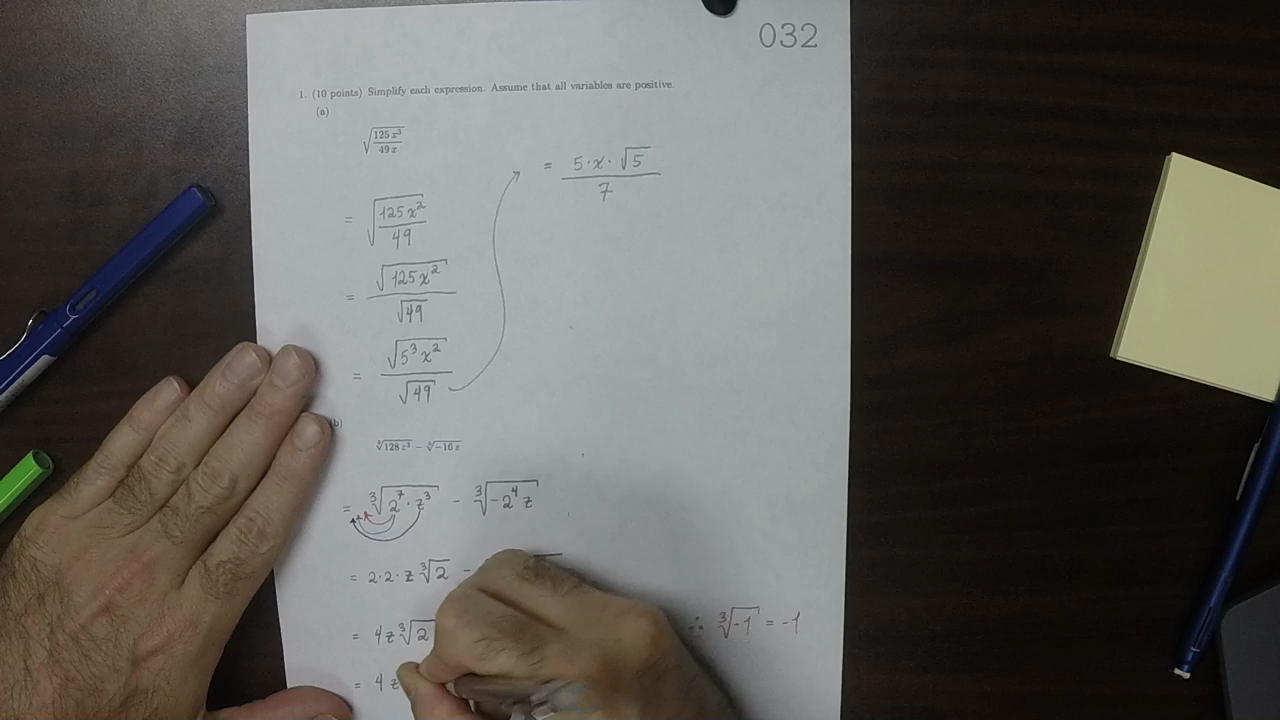 032
1. (10 points) Simplify each expression. Assume that all variables are positive.
(a)
√(125x³/49x)
= √(125x²/49)
= √(125x²)/√49
= √(5³x²)/√49
= 5·x·√5/7
(b)
∛(128z³) − ∛(−16z)
= ∛(2⁷·z³) − ∛(−2⁴z)
= 2·2·z∛2 −
= 4z∛2
∴ ∛−1 = −1
= 4z